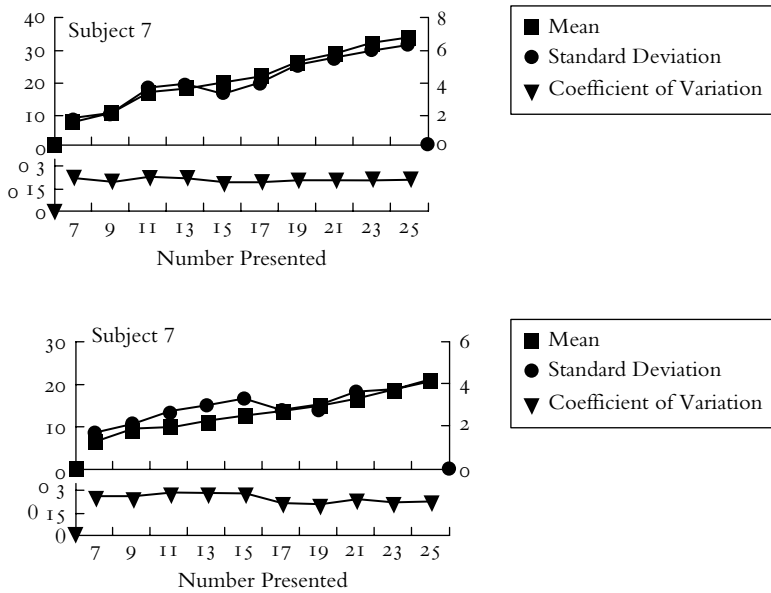 40
8
Subject 7
30
6
20
4
10
2
0
0
0 3
0 15
0
7 9 11 13 15 17 19 21 23 25
Number Presented
Mean
Standard Deviation
Coefficient of Variation
30
6
Subject 7
20
4
10
2
0
0
0 3
0 15
0
7 9 11 13 15 17 19 21 23 25
Number Presented
Mean
Standard Deviation
Coefficient of Variation